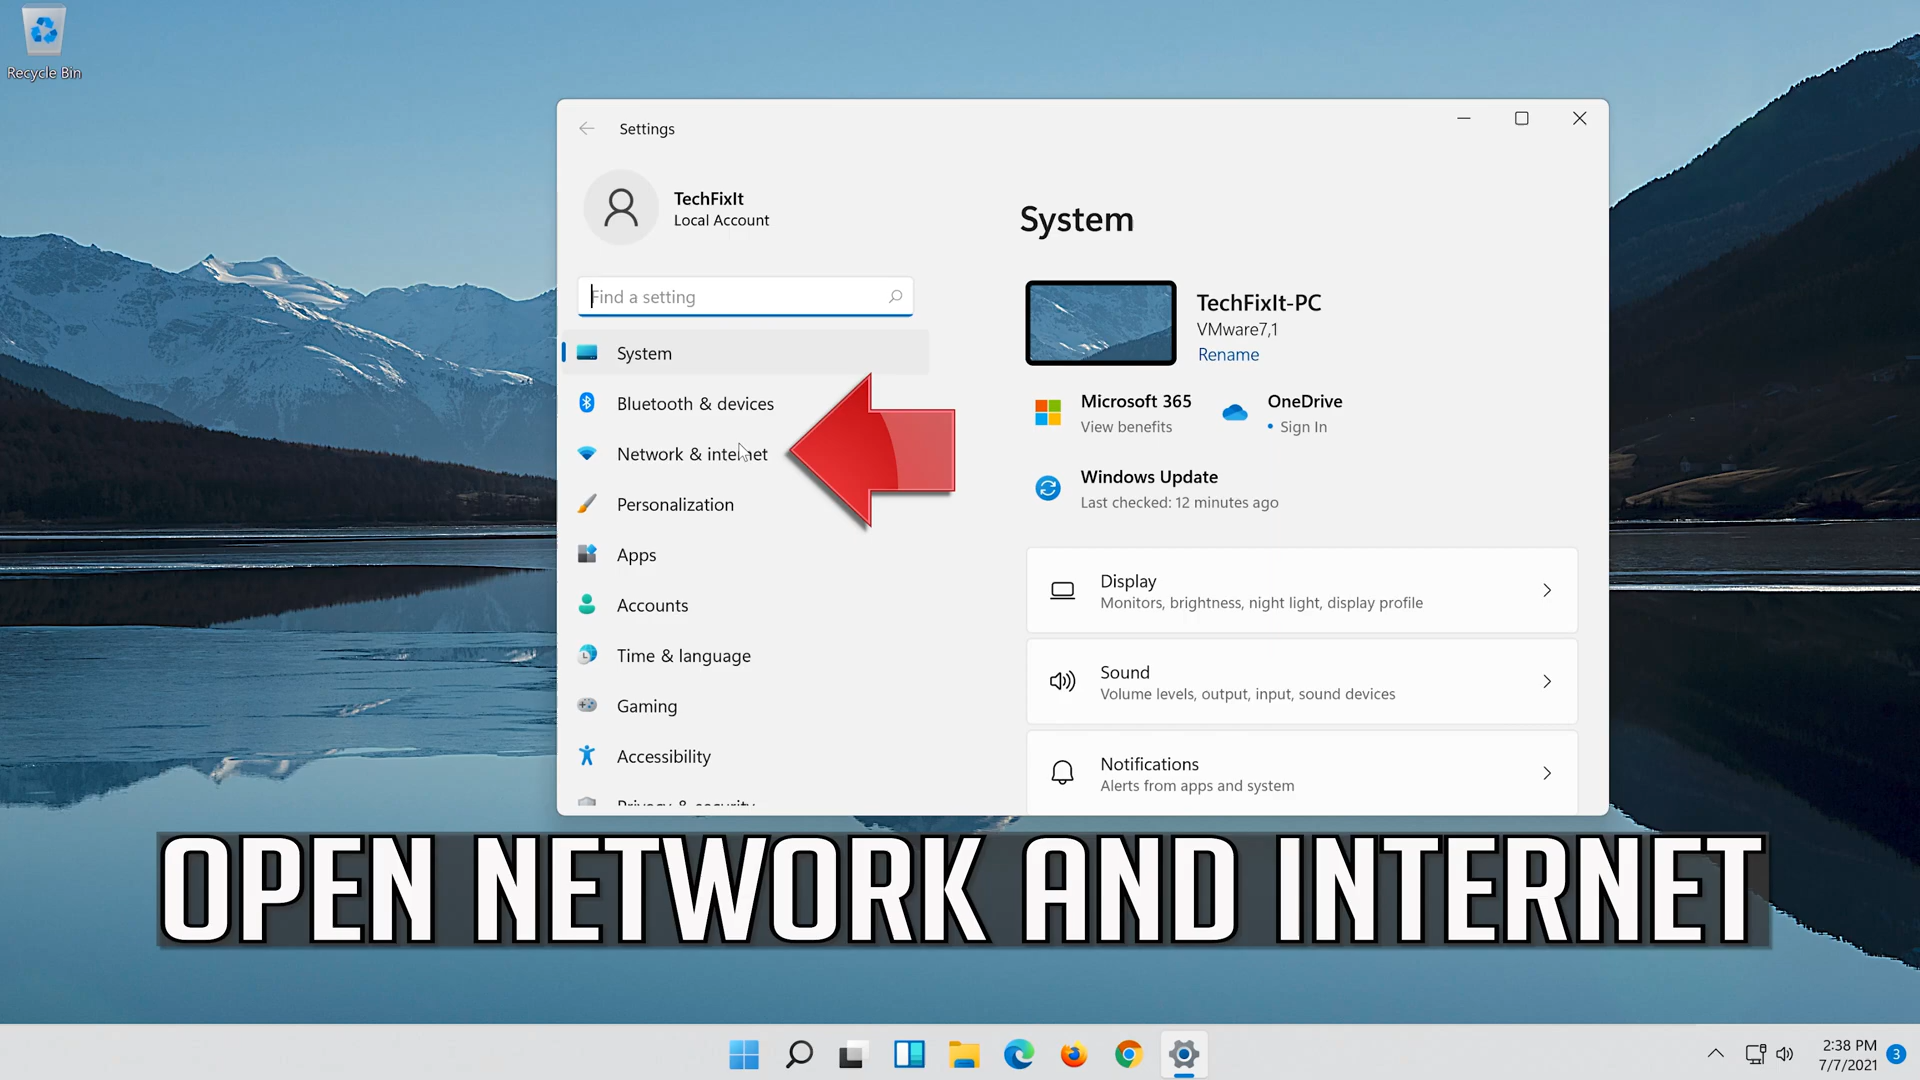 Recycle Bin
Settings
TechFixIt
Local Account
Find a setting
System
Bluetooth & devices
Network & internet
Personalization
Apps
Accounts
Time & language
Gaming
Accessibility
Privacy & security
System
TechFixIt-PC
VMware7,1
Rename
Microsoft 365
View benefits
OneDrive
• Sign In
Windows Update
Last checked: 12 minutes ago
Display
Monitors, brightness, night light, display profile
Sound
Volume levels, output, input, sound devices
Notifications
Alerts from apps and system
OPEN NETWORK AND INTERNET
2:38 PM
7/7/2021
3